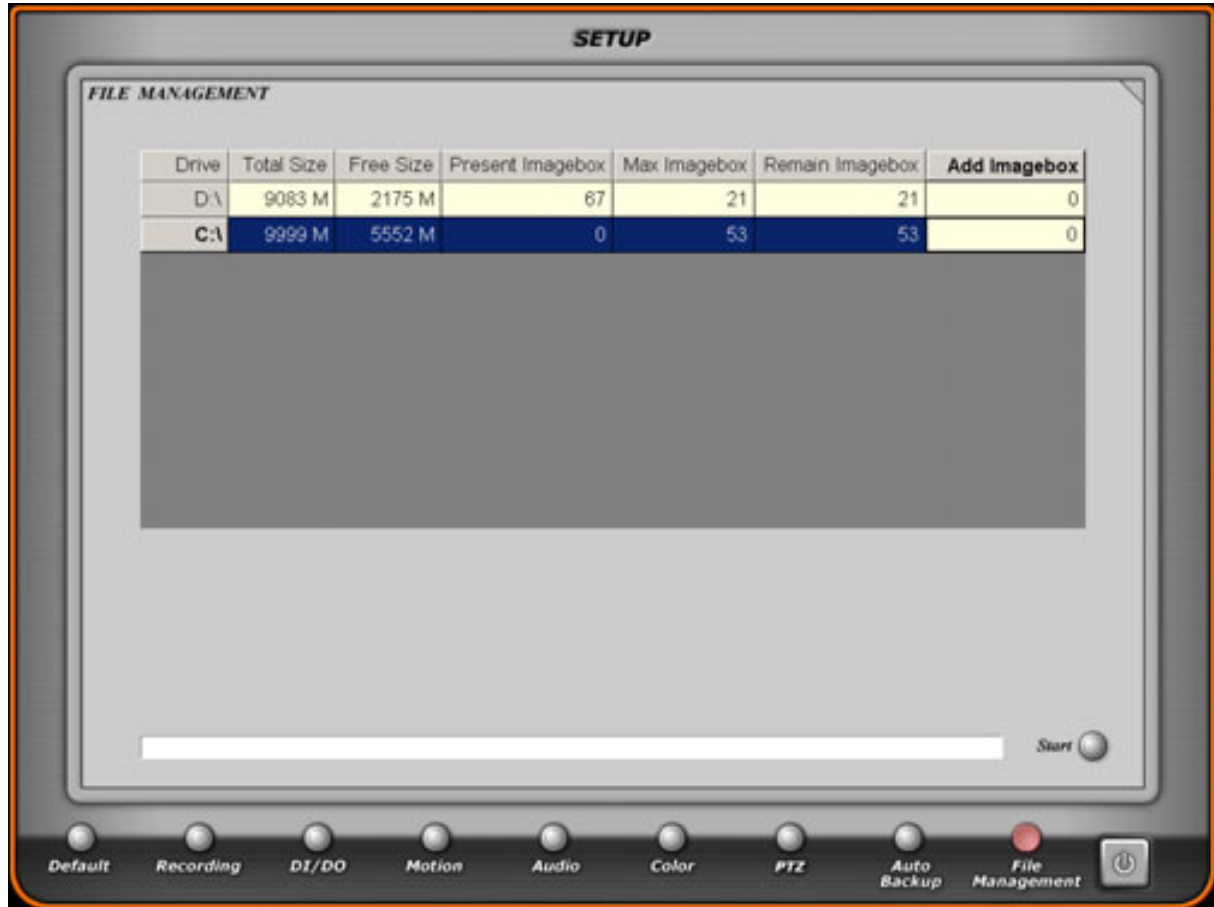 SETUP
FILE MANAGEMENT
Drive Total Size Free Size Present Imagebox Max Imagebox Remain Imagebox Add Imagebox
D:\ 9083 M 2175 M 67 21 21 0
C:\ 9999 M 5552 M 0 53 53 0
Start
Default Recording DI/DO Motion Audio Color PTZ Auto Backup File Management